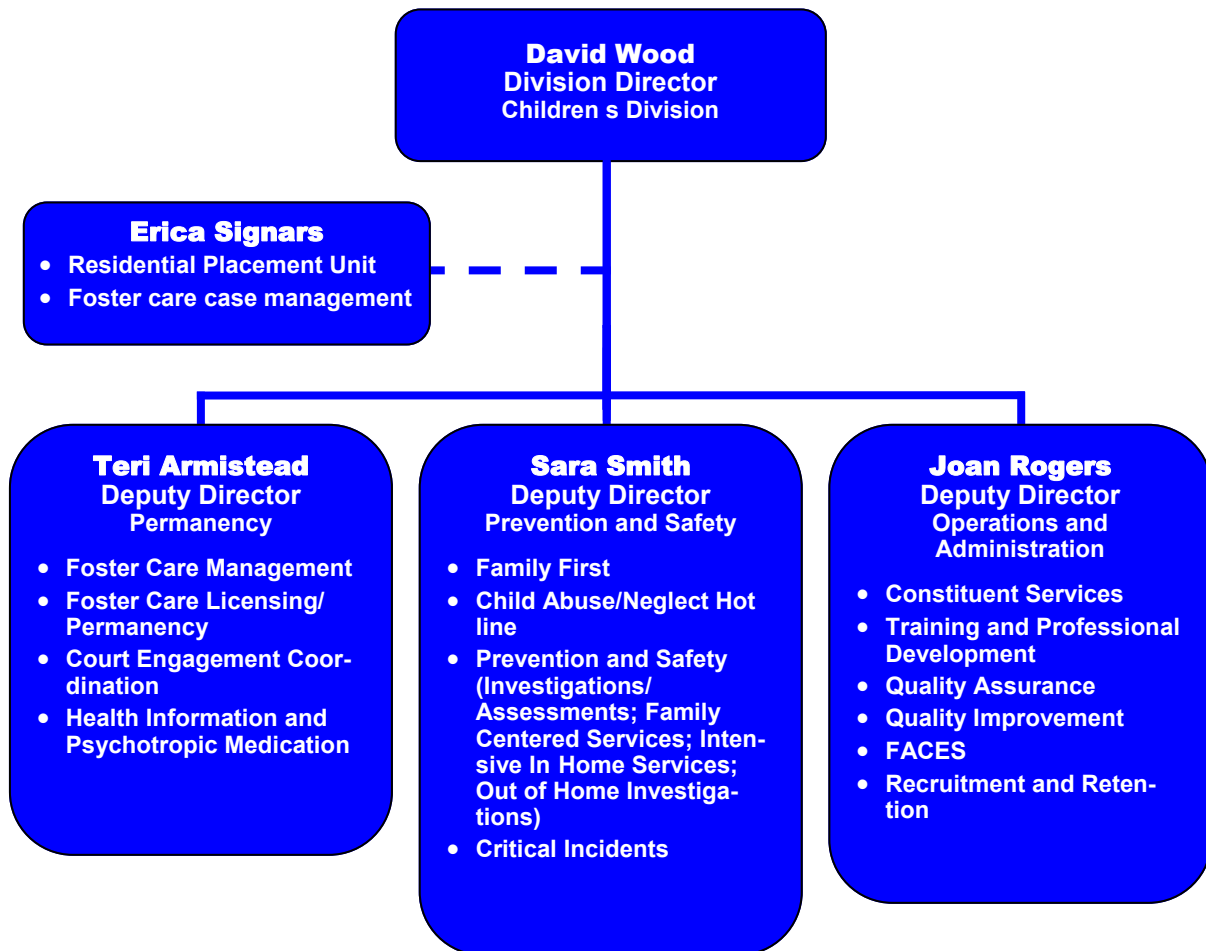 David Wood
Division Director
Children s Division
Erica Signars
• Residential Placement Unit
• Foster care case management
Teri Armistead
Deputy Director
Permanency
• Foster Care Management
• Foster Care Licensing/
Permanency
• Court Engagement Coor-
dination
• Health Information and
Psychotropic Medication
Sara Smith
Deputy Director
Prevention and Safety
• Family First
• Child Abuse/Neglect Hot
line
• Prevention and Safety
(Investigations/
Assessments; Family
Centered Services; Inten-
sive In Home Services;
Out of Home Investiga-
tions)
• Critical Incidents
Joan Rogers
Deputy Director
Operations and
Administration
• Constituent Services
• Training and Professional
Development
• Quality Assurance
• Quality Improvement
• FACES
• Recruitment and Reten-
tion